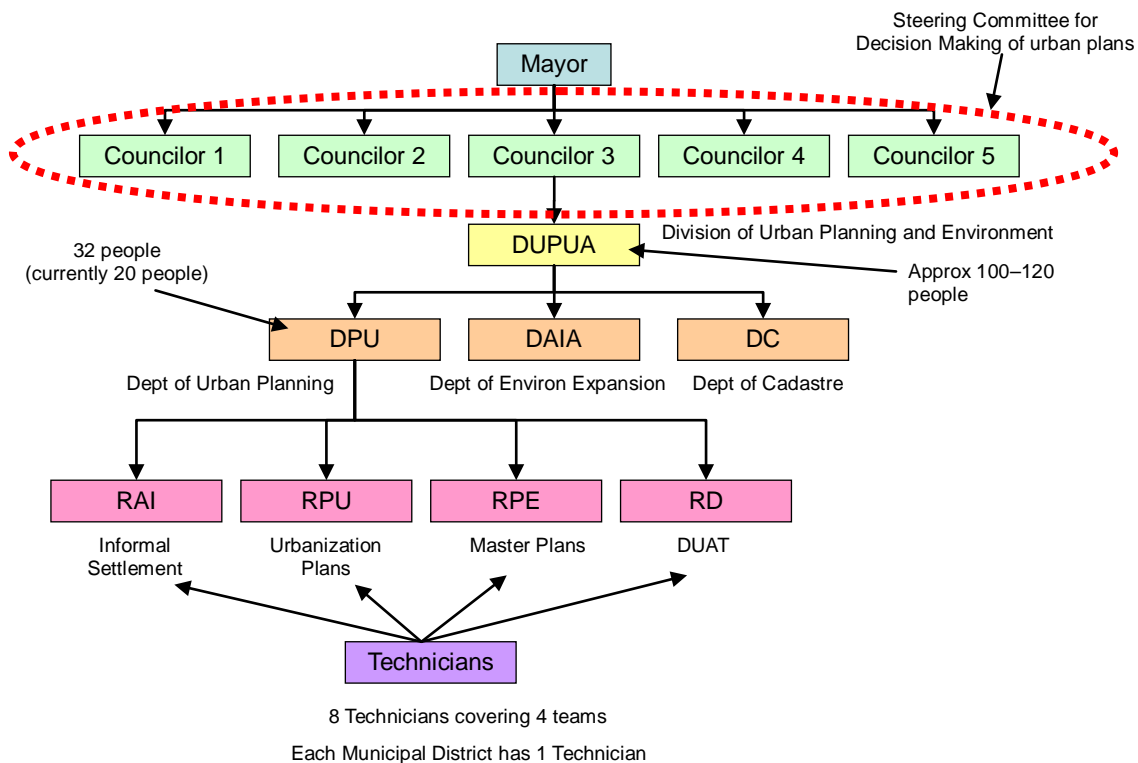 Steering Committee for
Decision Making of urban plans
Mayor
Councilor 1
Councilor 2
Councilor 3
Councilor 4
Councilor 5
32 people
(currently 20 people)
DUPUA
Division of Urban Planning and Environment
Approx 100–120
people
DPU
DAIA
DC
Dept of Urban Planning
Dept of Environ Expansion
Dept of Cadastre
RAI
RPU
RPE
RD
Informal
Settlement
Urbanization
Plans
Master Plans
DUAT
Technicians
8 Technicians covering 4 teams
Each Municipal District has 1 Technician